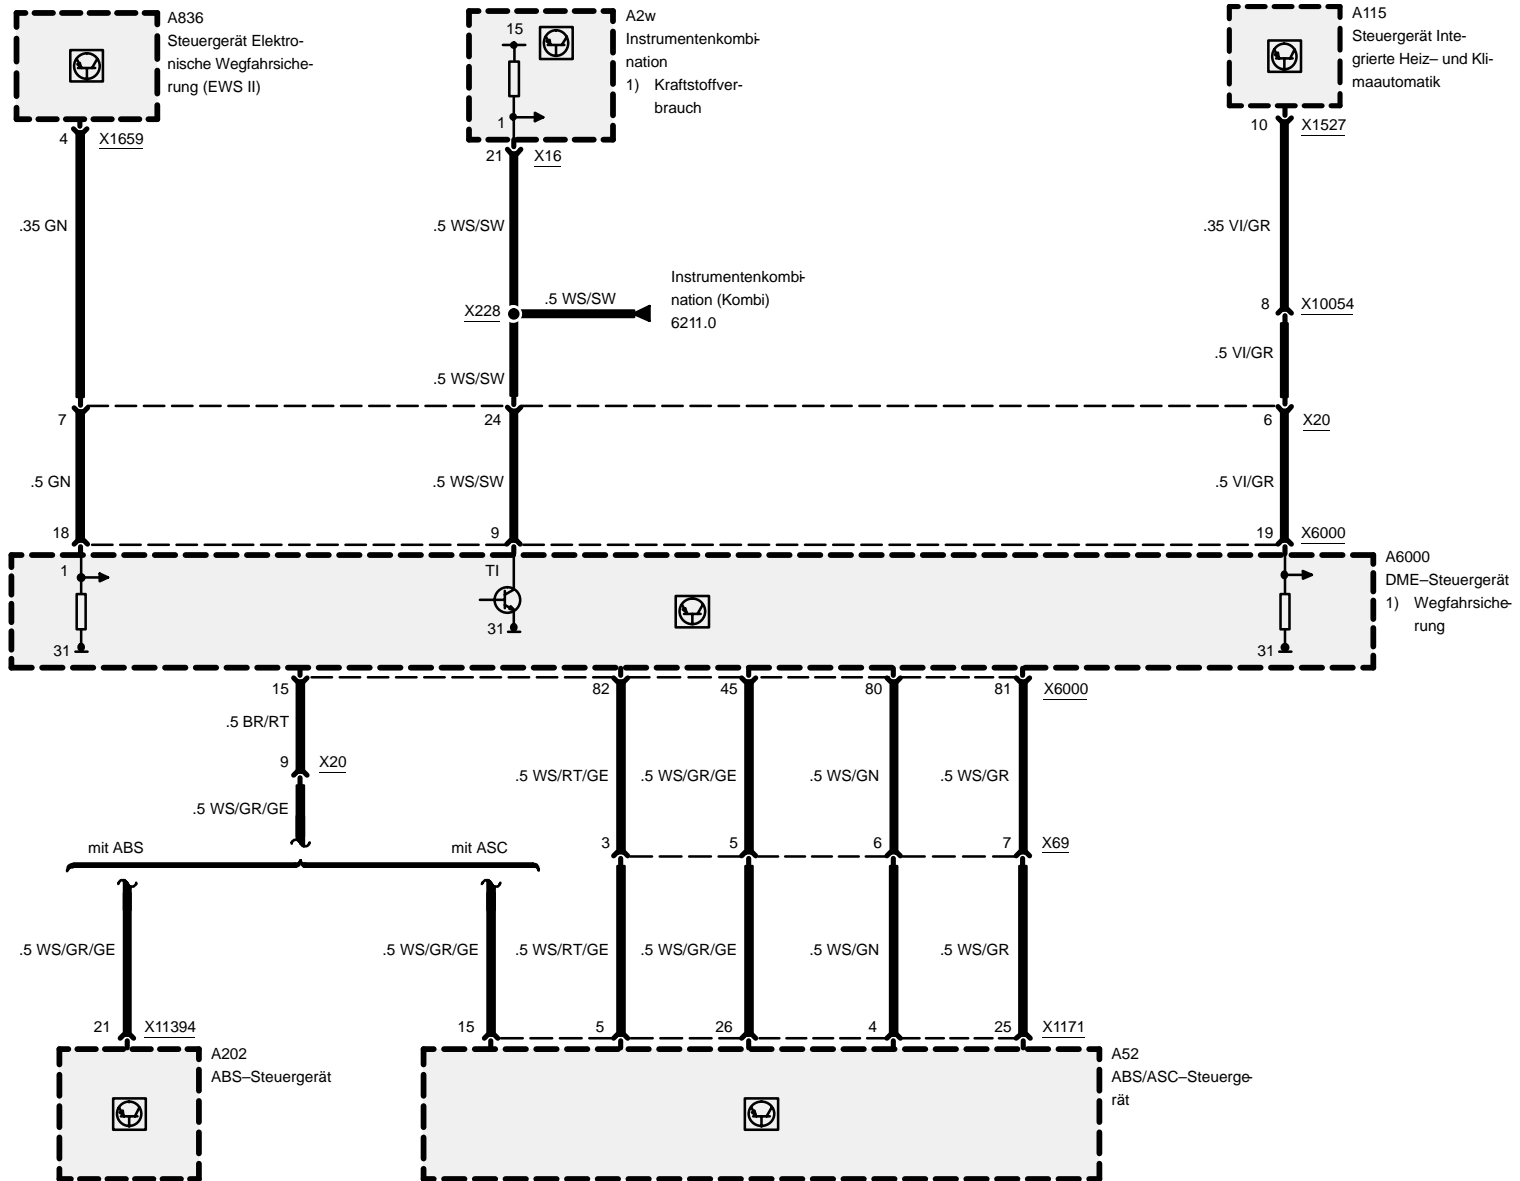 A836
Steuergerät Elektro-
nische Wegfahrsiche-
rung (EWS II)
15
1
A2w
Instrumentenkombi-
nation
1) Kraftstoffver-
brauch
A115
Steuergerät Inte-
grierte Heiz– und Kli-
maautomatik
4 X1659
21 X16
10 X1527
.35 GN
.5 WS/SW
.35 VI/GR
Instrumentenkombi-
nation (Kombi)
6211.0
X228
.5 WS/SW
8 X10054
.5 WS/SW
.5 VI/GR
7
24
6 X20
.5 GN
.5 WS/SW
.5 VI/GR
18
9
19 X6000
1
31
TI
31
31
A6000
DME–Steuergerät
1) Wegfahrsiche-
rung
15
82
45
80
81 X6000
.5 BR/RT
9 X20
.5 WS/RT/GE
.5 WS/GR/GE
.5 WS/GN
.5 WS/GR
.5 WS/GR/GE
mit ABS
mit ASC
3
5
6
7 X69
.5 WS/GR/GE
.5 WS/GR/GE
.5 WS/RT/GE
.5 WS/GR/GE
.5 WS/GN
.5 WS/GR
21 X11394
15
5
26
4
25 X1171
A202
ABS–Steuergerät
A52
ABS/ASC–Steuerge-
rät